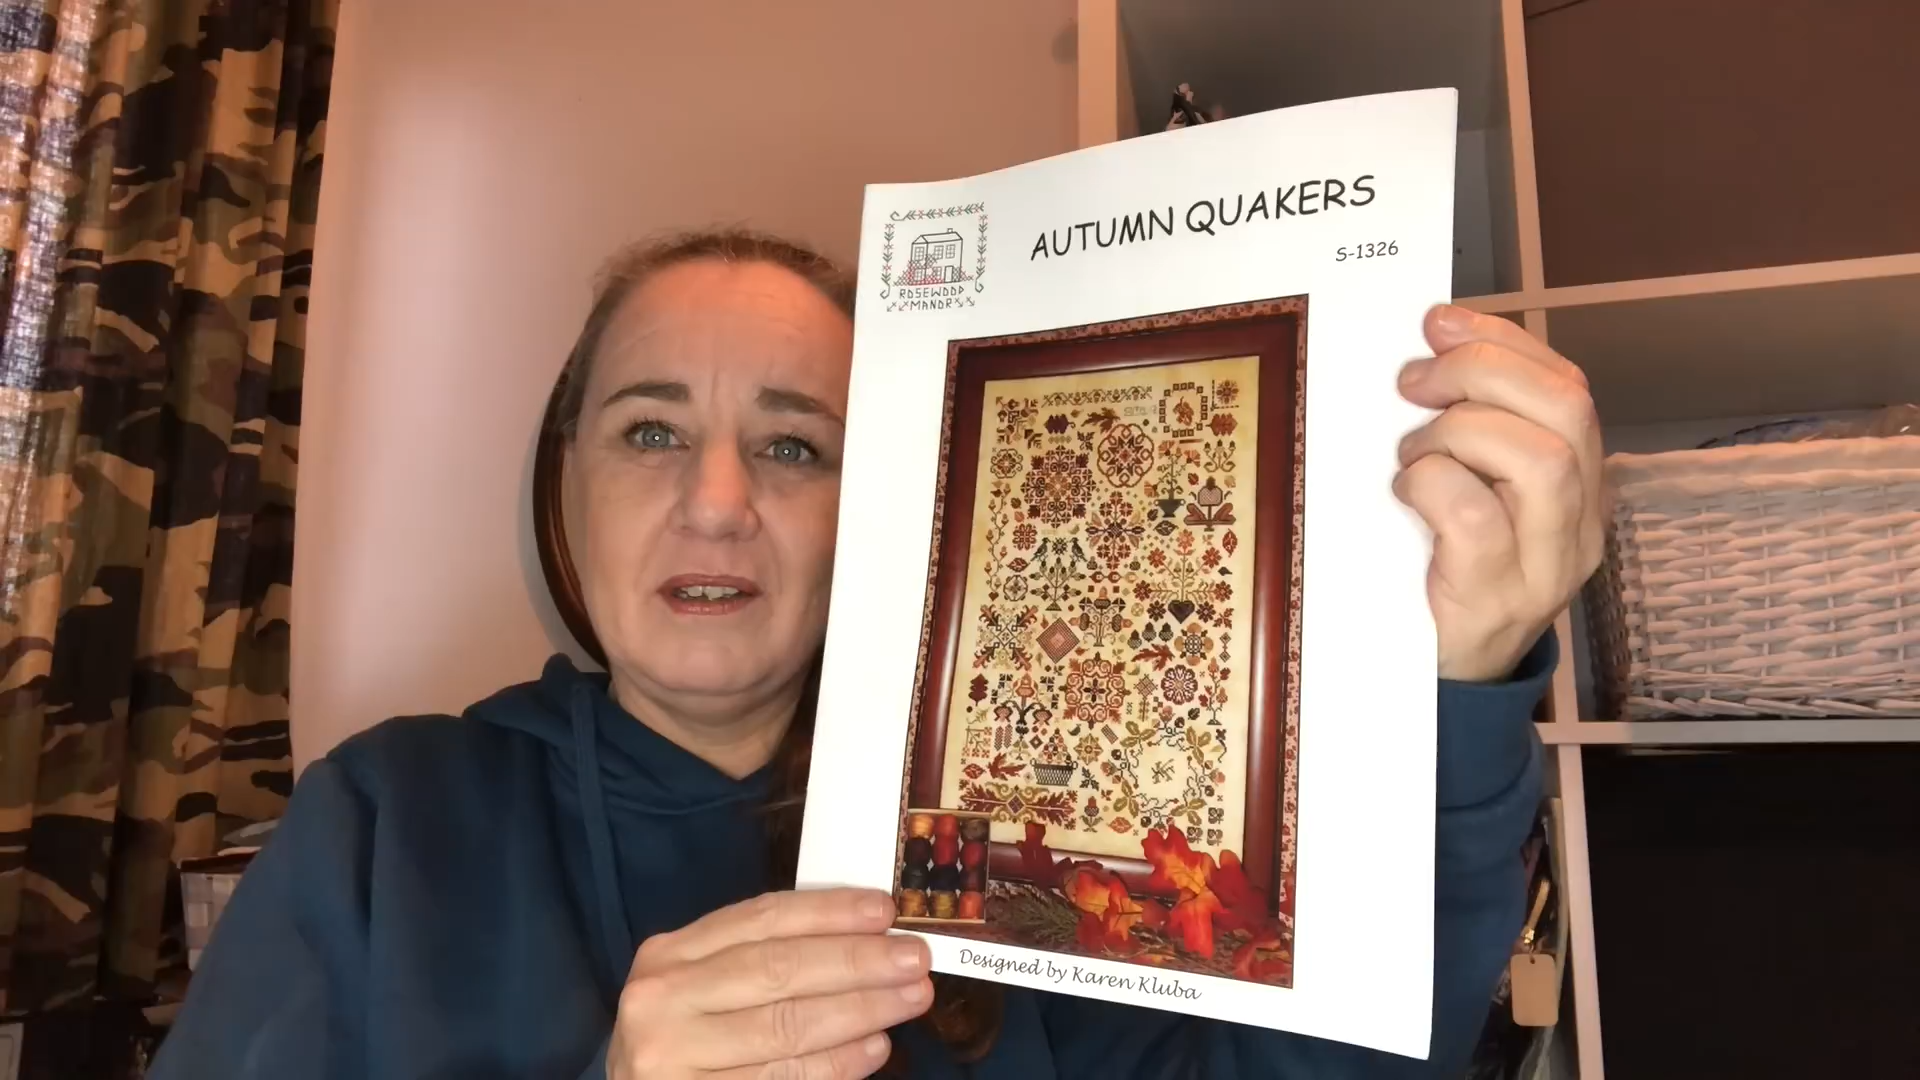 AUTUMN QUAKERS
S-1326
ROSEWOOD
MANOR
Designed by Karen Kluba